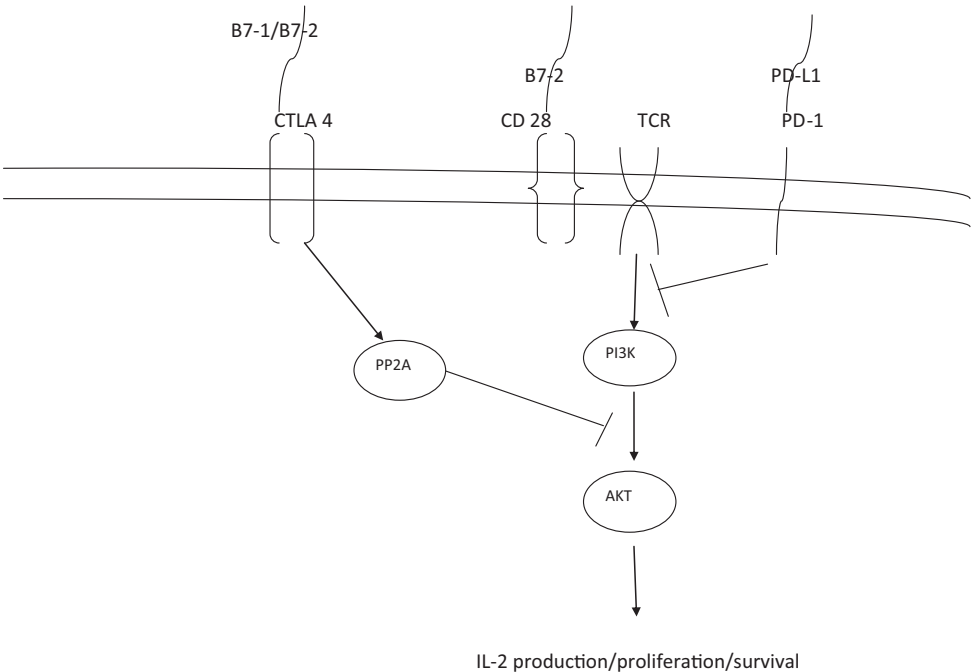 B7-1/B7-2
B7-2
PD-L1
CTLA 4
CD 28
TCR
PD-1
PI3K
PP2A
AKT
IL-2 production/proliferation/survival